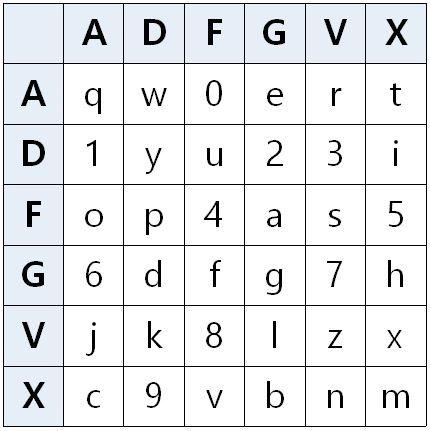 A D F G V X
A q w 0 e r t
D 1 y u 2 3 i
F o p 4 a s 5
G 6 d f g 7 h
V j k 8 l z x
X c 9 v b n m